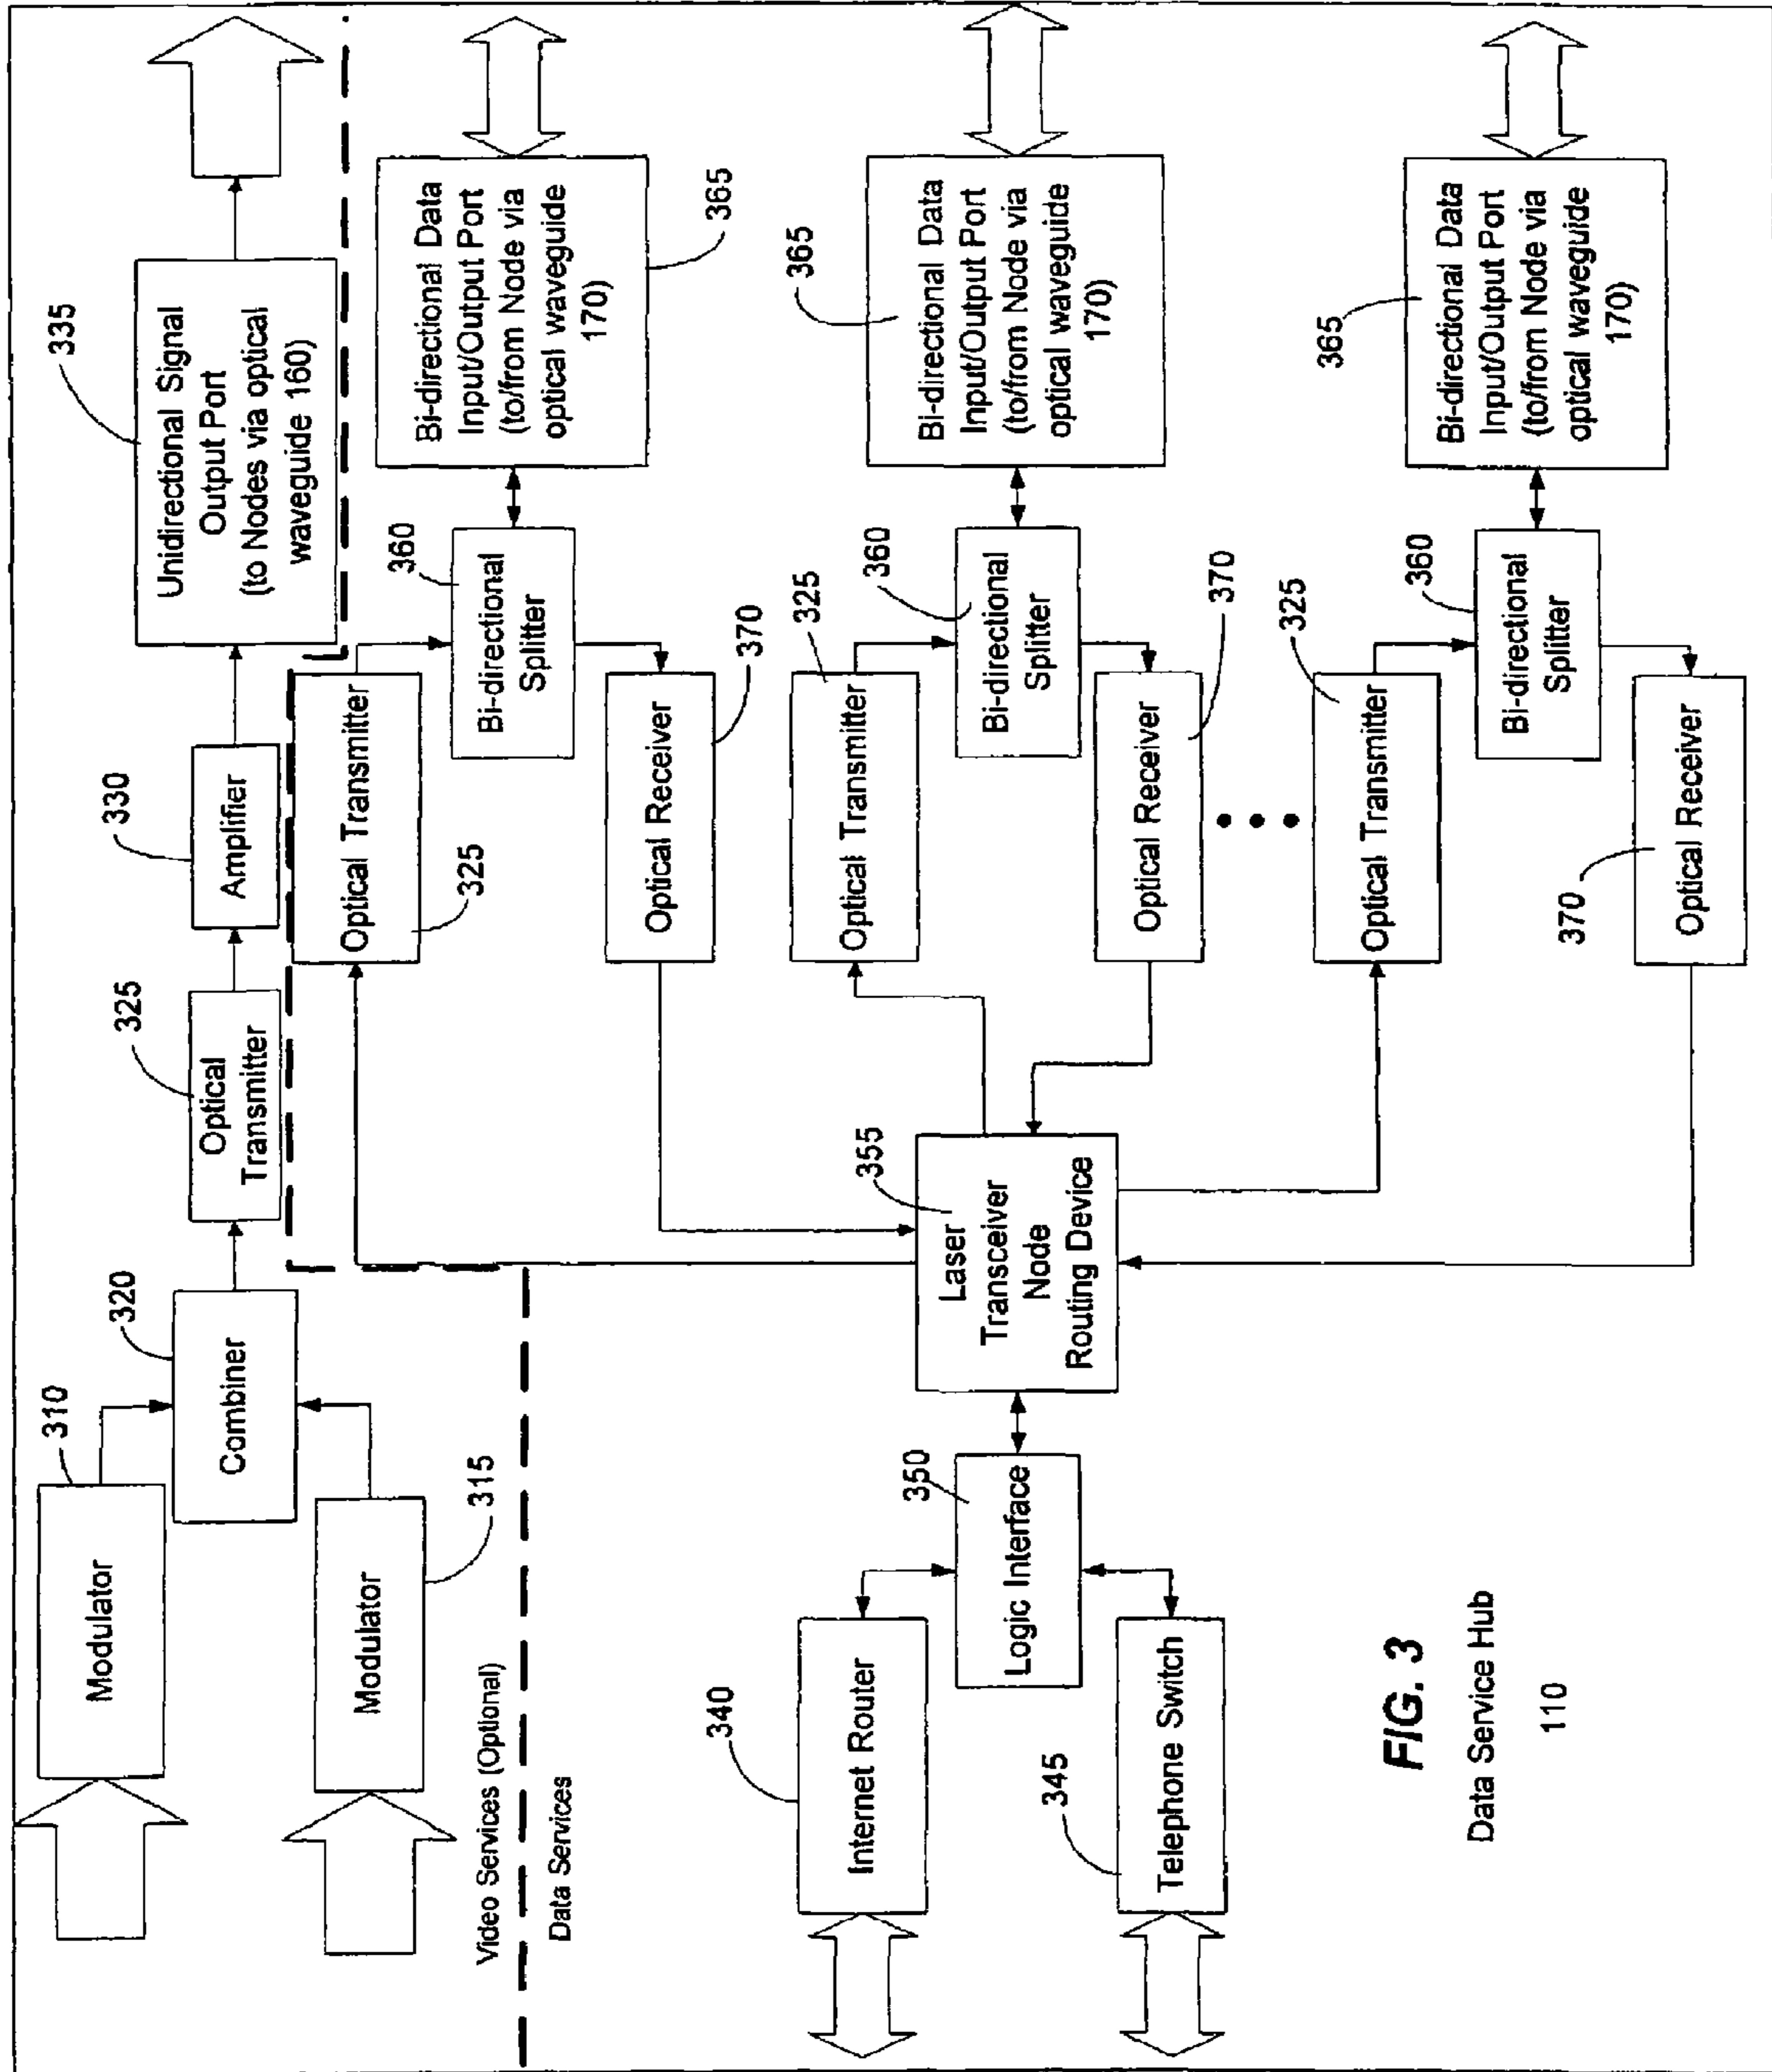 310
Modulator
320
Combiner
Modulator
315
325
Optical
Transmitter
330
Amplifier
335
Unidirectional Signal
Output Port
(to Nodes via optical
waveguide 160)
Video Services (Optional)
Data Services
Optical Transmitter
325
360
Bi-directional
Splitter
Bi-directional Data
Input/Output Port
(to/from Node via
optical waveguide
170)
365
Optical Receiver
370
340
Internet Router
350
Logic Interface
345
Telephone Switch
355
Laser
Transceiver
Node
Routing Device
325
Optical Transmitter
360
Bi-directional
Splitter
365
Bi-directional Data
Input/Output Port
(to/from Node via
optical waveguide
170)
Optical Receiver
370
325
Optical Transmitter
360
Bi-directional
Splitter
365
Bi-directional Data
Input/Output Port
(to/from Node via
optical waveguide
170)
370
Optical Receiver
FIG. 3
Data Service Hub
110